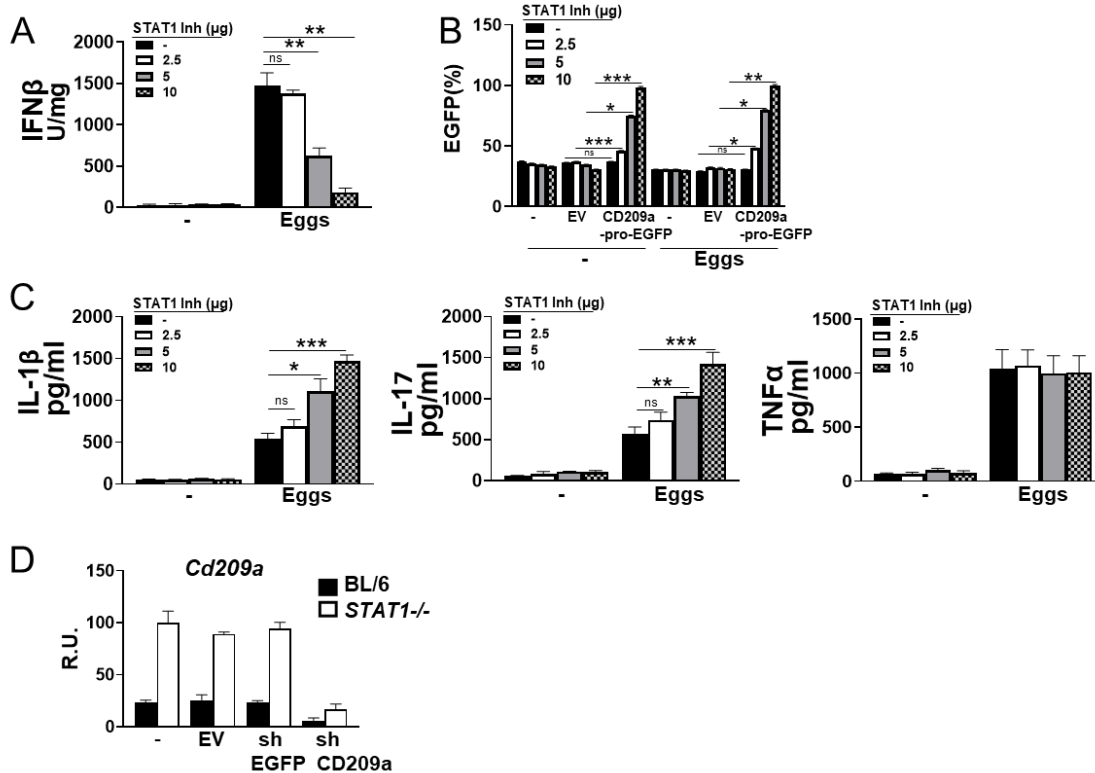 A
STAT1 Inh (µg)
-
2.5
5
10
IFNβ
U/mg
2000
1500
1000
500
0
ns
**
**
-
Eggs
B
STAT1 Inh (µg)
-
2.5
5
10
EGFP(%)
150
100
50
0
ns
***
*
***
ns
*
*
**
- EV CD209a - EV CD209a
-pro-EGFP -pro-EGFP
- Eggs
C
STAT1 Inh (µg)
-
2.5
5
10
IL-1β
pg/ml
2000
1500
1000
500
0
ns
*
***
-
Eggs
STAT1 Inh (µg)
-
2.5
5
10
IL-17
pg/ml
2000
1500
1000
500
0
ns
**
***
-
Eggs
STAT1 Inh (µg)
-
2.5
5
10
TNFα
pg/ml
1500
1000
500
0
-
Eggs
D
Cd209a
BL/6
STAT1-/-
R.U.
150
100
50
0
- EV sh sh
EGFP CD209a